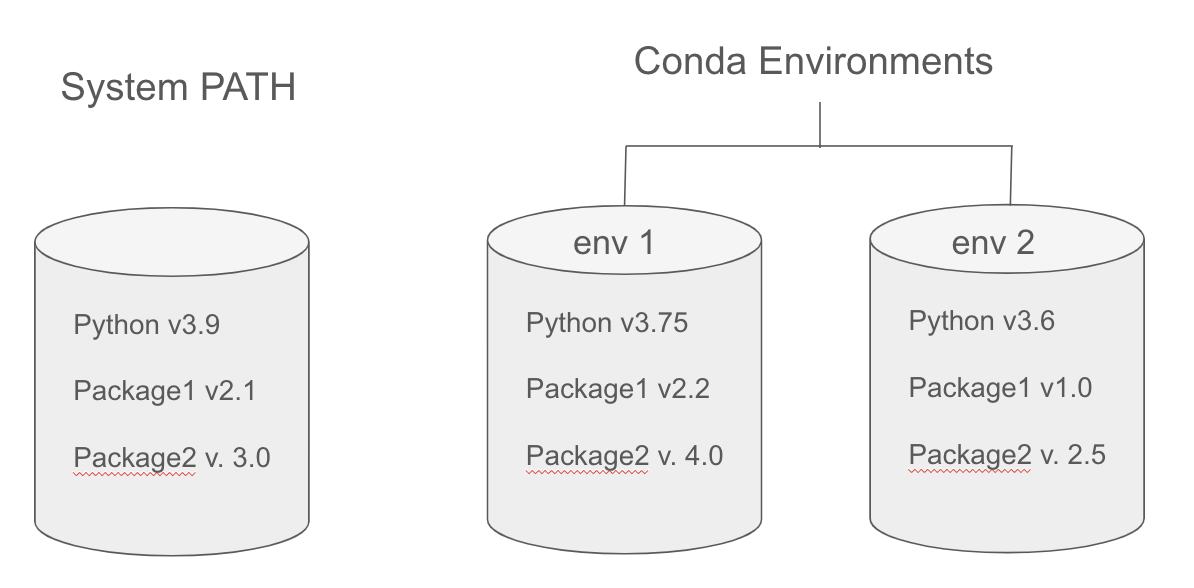 System PATH
Conda Environments
Python v3.9
Package1 v2.1
Package2 v. 3.0
env 1
Python v3.75
Package1 v2.2
Package2 v. 4.0
env 2
Python v3.6
Package1 v1.0
Package2 v. 2.5